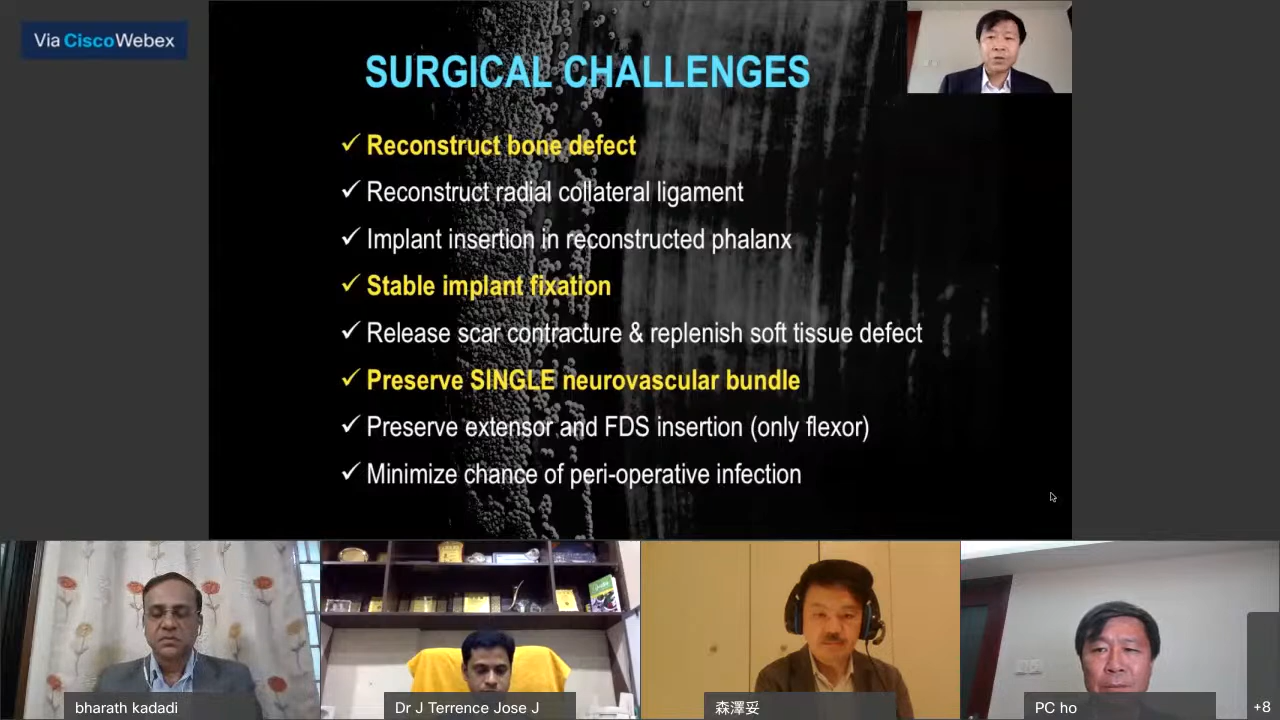 Via Cisco Webex
SURGICAL CHALLENGES
✓ Reconstruct bone defect
✓ Reconstruct radial collateral ligament
✓ Implant insertion in reconstructed phalanx
✓ Stable implant fixation
✓ Release scar contracture & replenish soft tissue defect
✓ Preserve SINGLE neurovascular bundle
✓ Preserve extensor and FDS insertion (only flexor)
✓ Minimize chance of peri-operative infection
bharath kadadi
Dr J Terrence Jose J
森澤妥
PC ho
+8